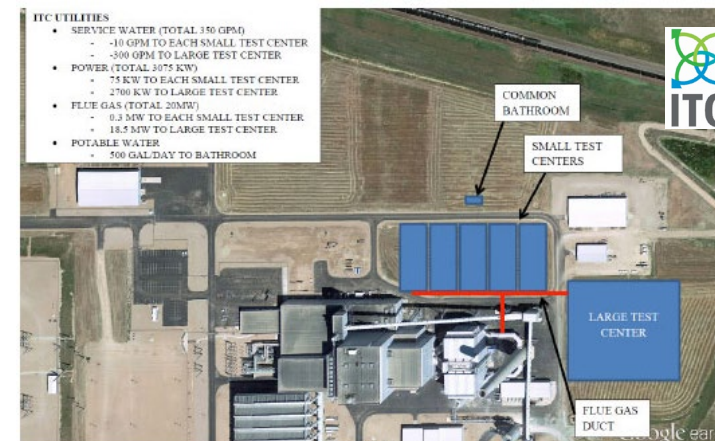 ITC UTILITIES
• SERVICE WATER (TOTAL 350 GPM)
- -10 GPM TO EACH SMALL TEST CENTER
- -300 GPM TO LARGE TEST CENTER
• POWER (TOTAL 3075 KW)
- 75 KW TO EACH SMALL TEST CENTER
- 2700 KW TO LARGE TEST CENTER
• FLUE GAS (TOTAL 20MW)
- 0.3 MW TO EACH SMALL TEST CENTER
- 18.5 MW TO LARGE TEST CENTER
• POTABLE WATER
- 500 GAL/DAY TO BATHROOM
ITC
COMMON
BATHROOM
SMALL TEST
CENTERS
LARGE TEST
CENTER
FLUE GAS
DUCT
ogle ear